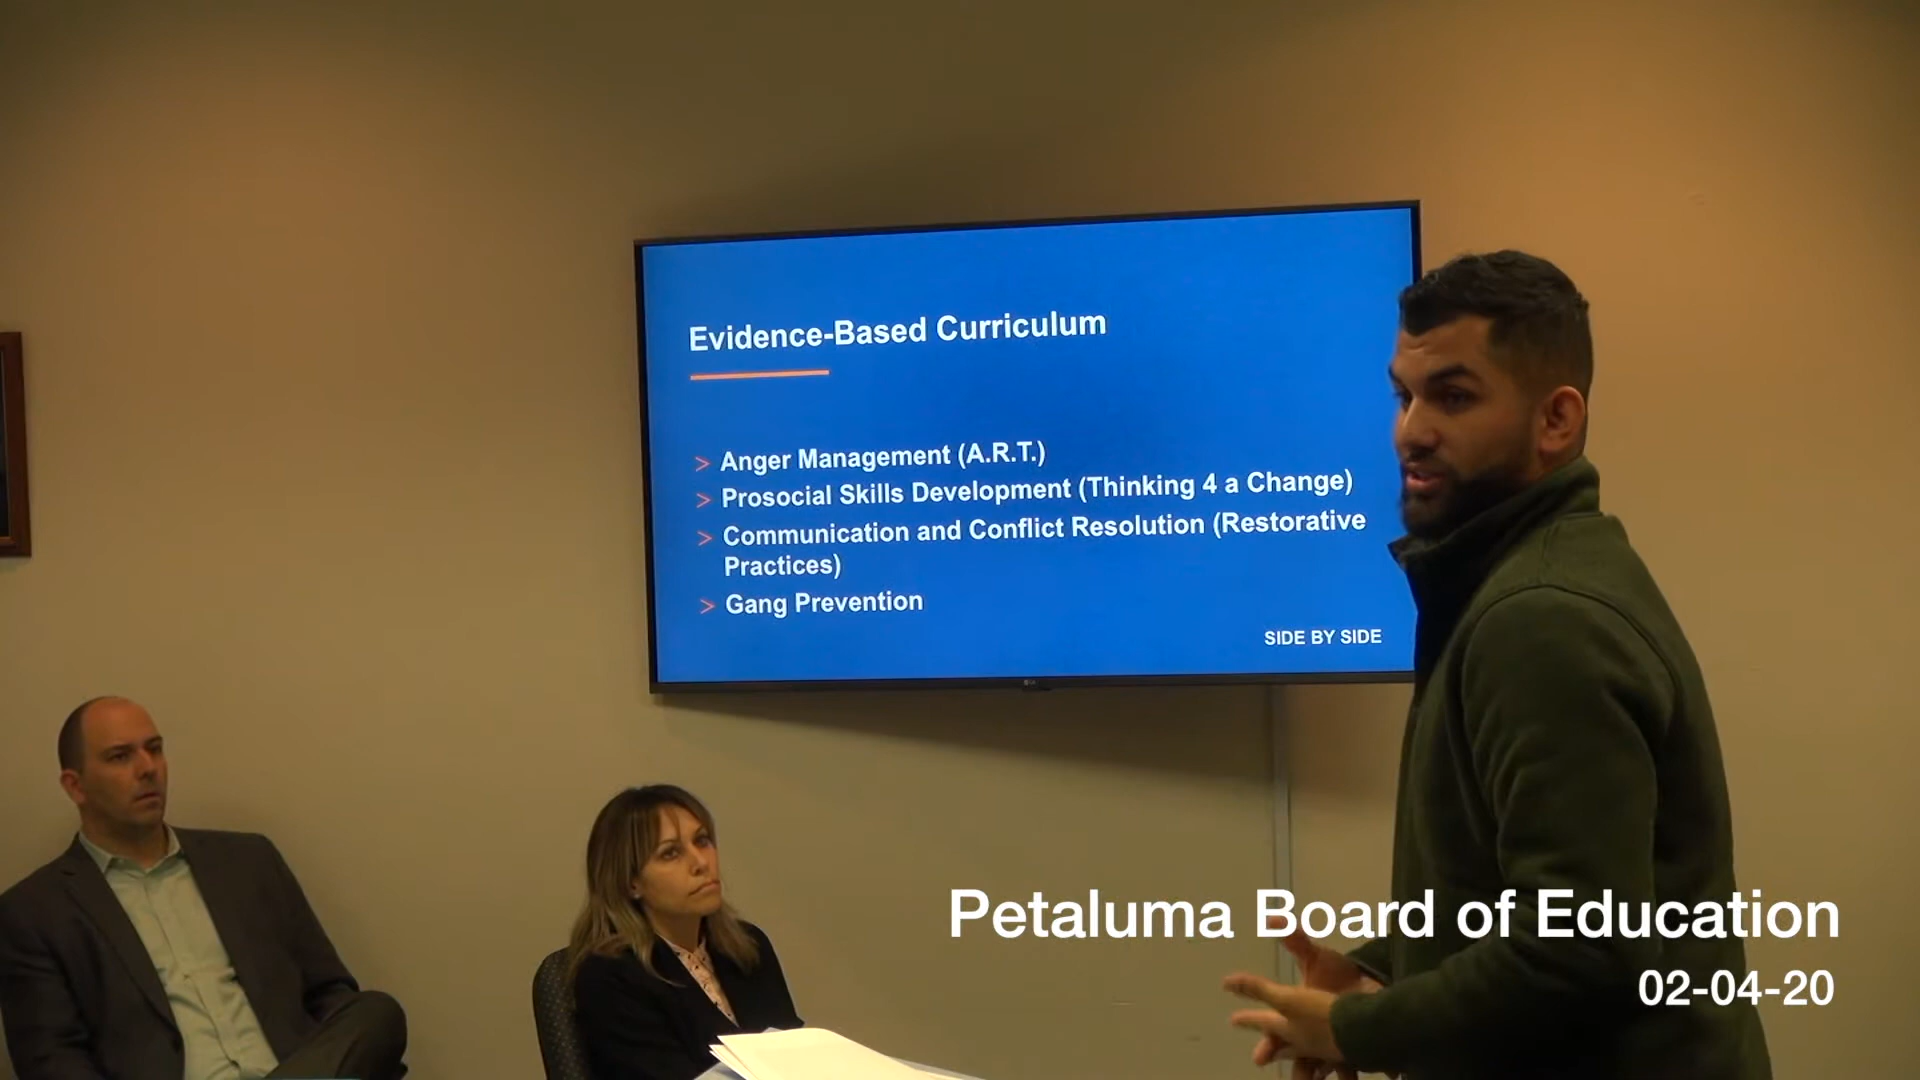 Evidence-Based Curriculum
> Anger Management (A.R.T.)
> Prosocial Skills Development (Thinking 4 a Change)
> Communication and Conflict Resolution (Restorative
Practices)
> Gang Prevention
SIDE BY SIDE
LG
Petaluma Board of Education
02-04-20